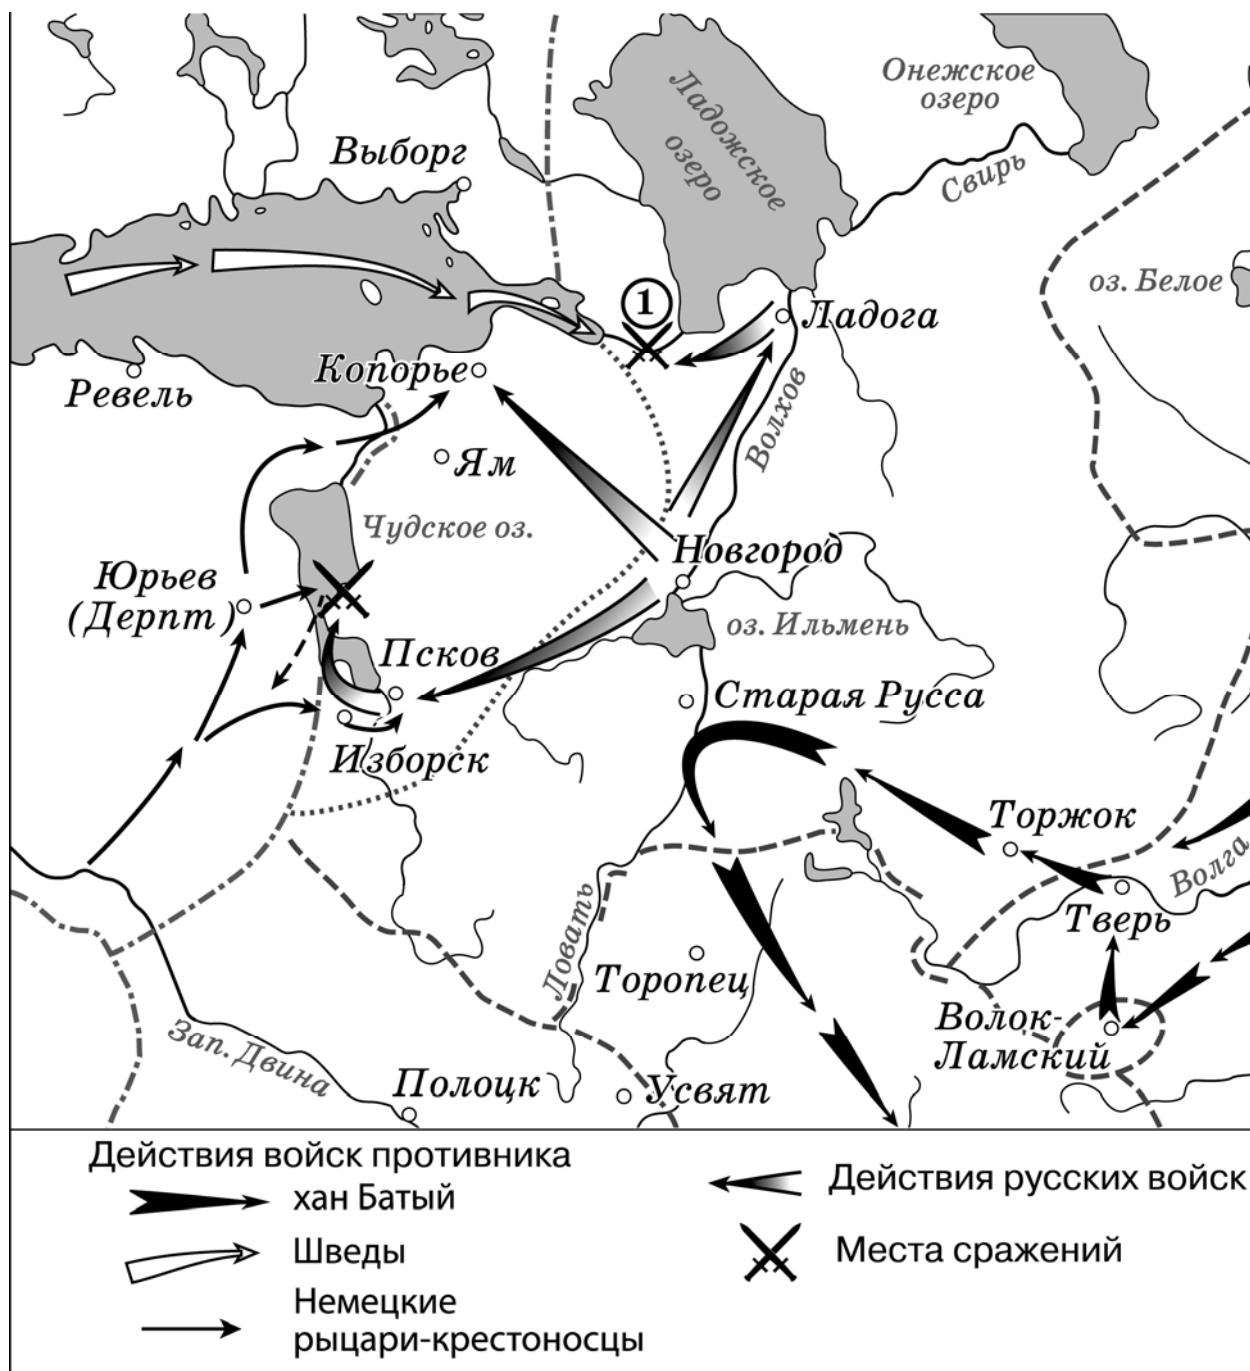 Онежское
озеро
Ладожское
озеро
Выборг
Свирь
оз. Белое
1
Ладога
Копорье
Ревель
Волхов
Ям
Чудское оз.
Новгород
Юрьев
(Дерпт)
оз. Ильмень
Псков
Старая Русса
Изборск
Торжок
Волга
Тверь
Ловать
Торопец
Волок-
Ламский
Зап. Двина
Полоцк
Усвят
Действия войск противника
хан Батый
Шведы
Немецкие
рыцари-крестоносцы
Действия русских войск
Места сражений